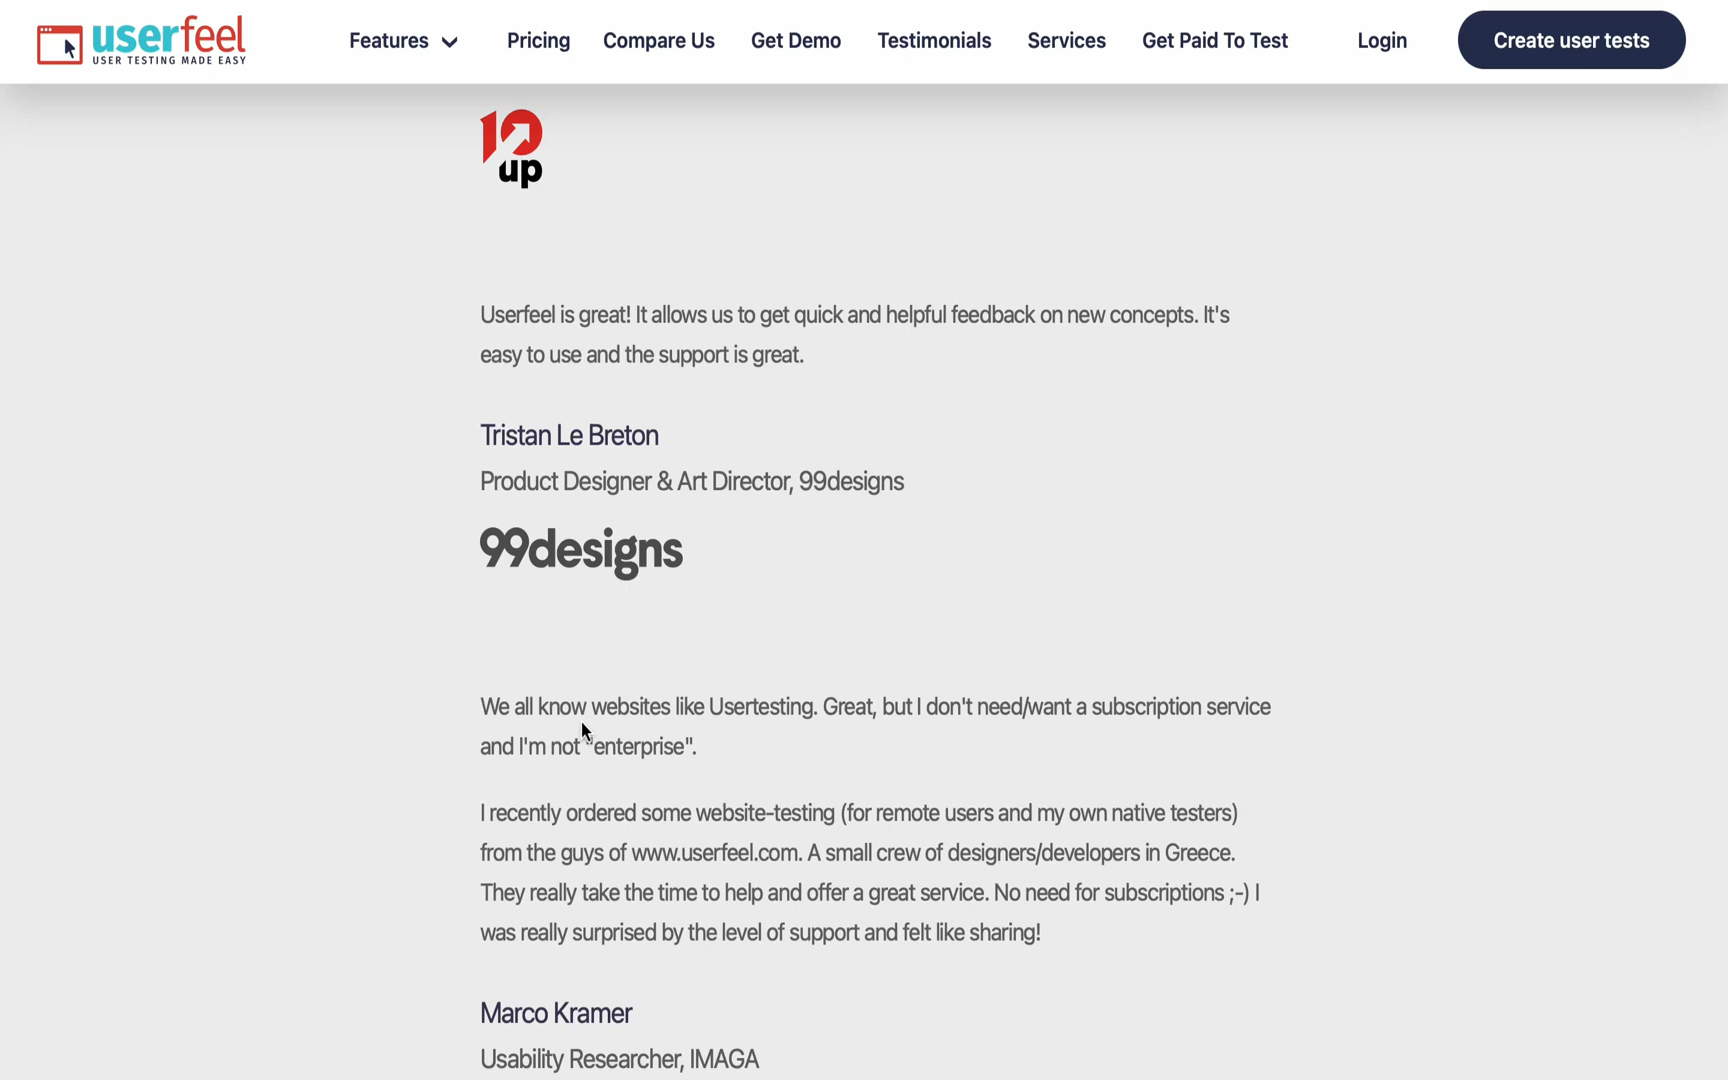 userfeel
USER TESTING MADE EASY
Features
Pricing
Compare Us
Get Demo
Testimonials
Services
Get Paid To Test
Login
Create user tests
10
up
Userfeel is great! It allows us to get quick and helpful feedback on new concepts. It's
easy to use and the support is great.
Tristan Le Breton
Product Designer & Art Director, 99designs
99designs
We all know websites like Usertesting. Great, but I don't need/want a subscription service
and I'm not "enterprise".
I recently ordered some website-testing (for remote users and my own native testers)
from the guys of www.userfeel.com. A small crew of designers/developers in Greece.
They really take the time to help and offer a great service. No need for subscriptions ;-) I
was really surprised by the level of support and felt like sharing!
Marco Kramer
Usability Researcher, IMAGA